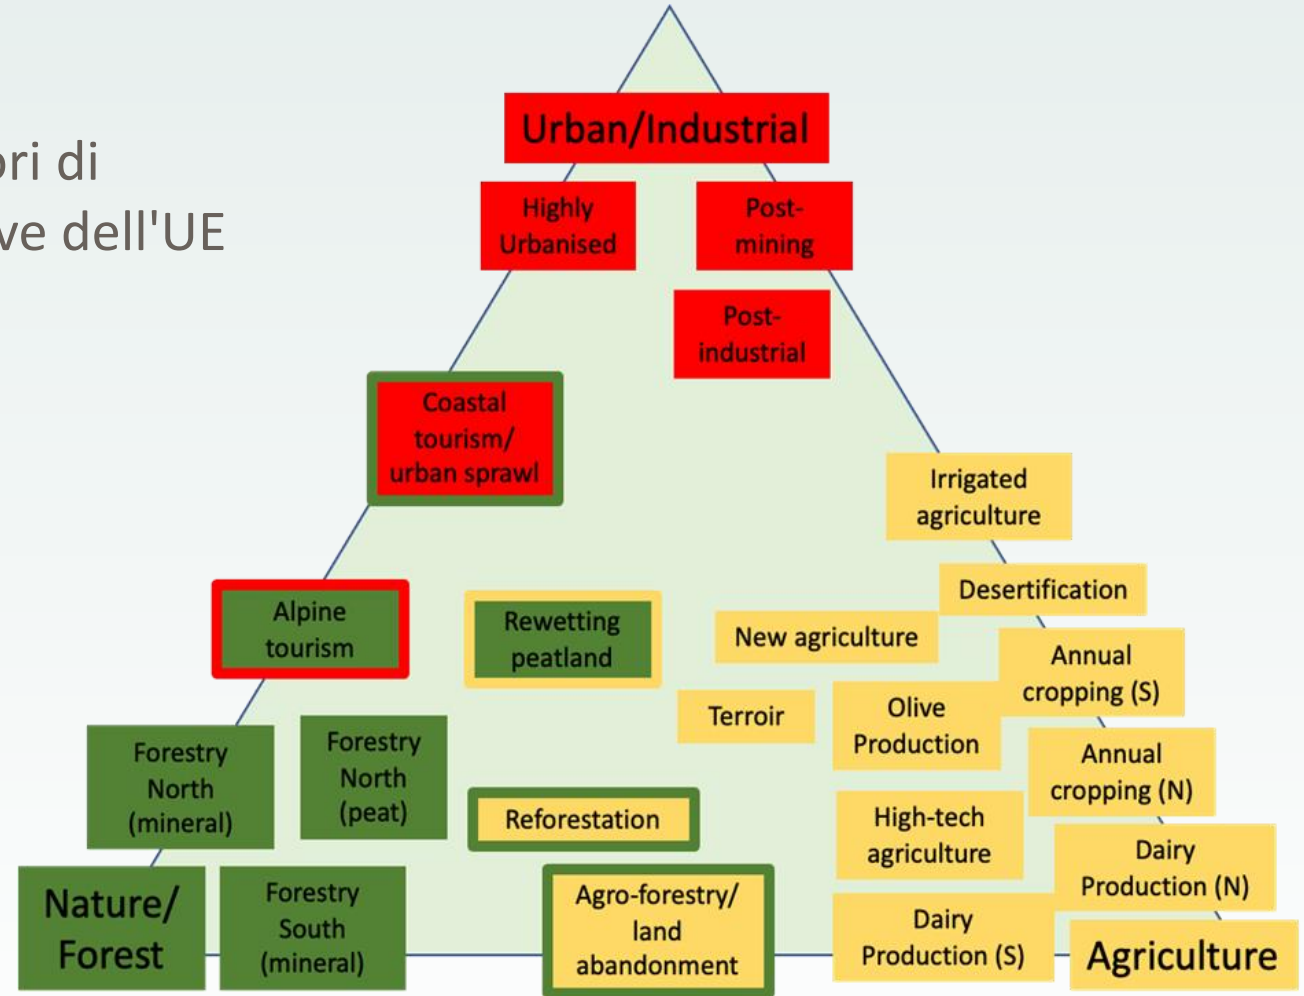 Urban/Industrial
ori di
ve dell'UE
Highly
Urbanised
Post-
mining
Post-
industrial
Coastal
tourism/
urban sprawl
Irrigated
agriculture
Desertification
Alpine
tourism
Rewetting
peatland
New agriculture
Annual
cropping (S)
Terroir
Olive
Production
Forestry
North
(mineral)
Forestry
North
(peat)
Annual
cropping (N)
Reforestation
High-tech
agriculture
Dairy
Production (N)
Nature/
Forest
Forestry
South
(mineral)
Agro-forestry/
land
abandonment
Dairy
Production (S)
Agriculture